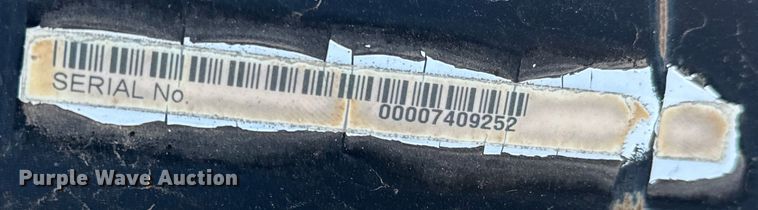 SERIAL No.
00007409252
Purple Wave Auction